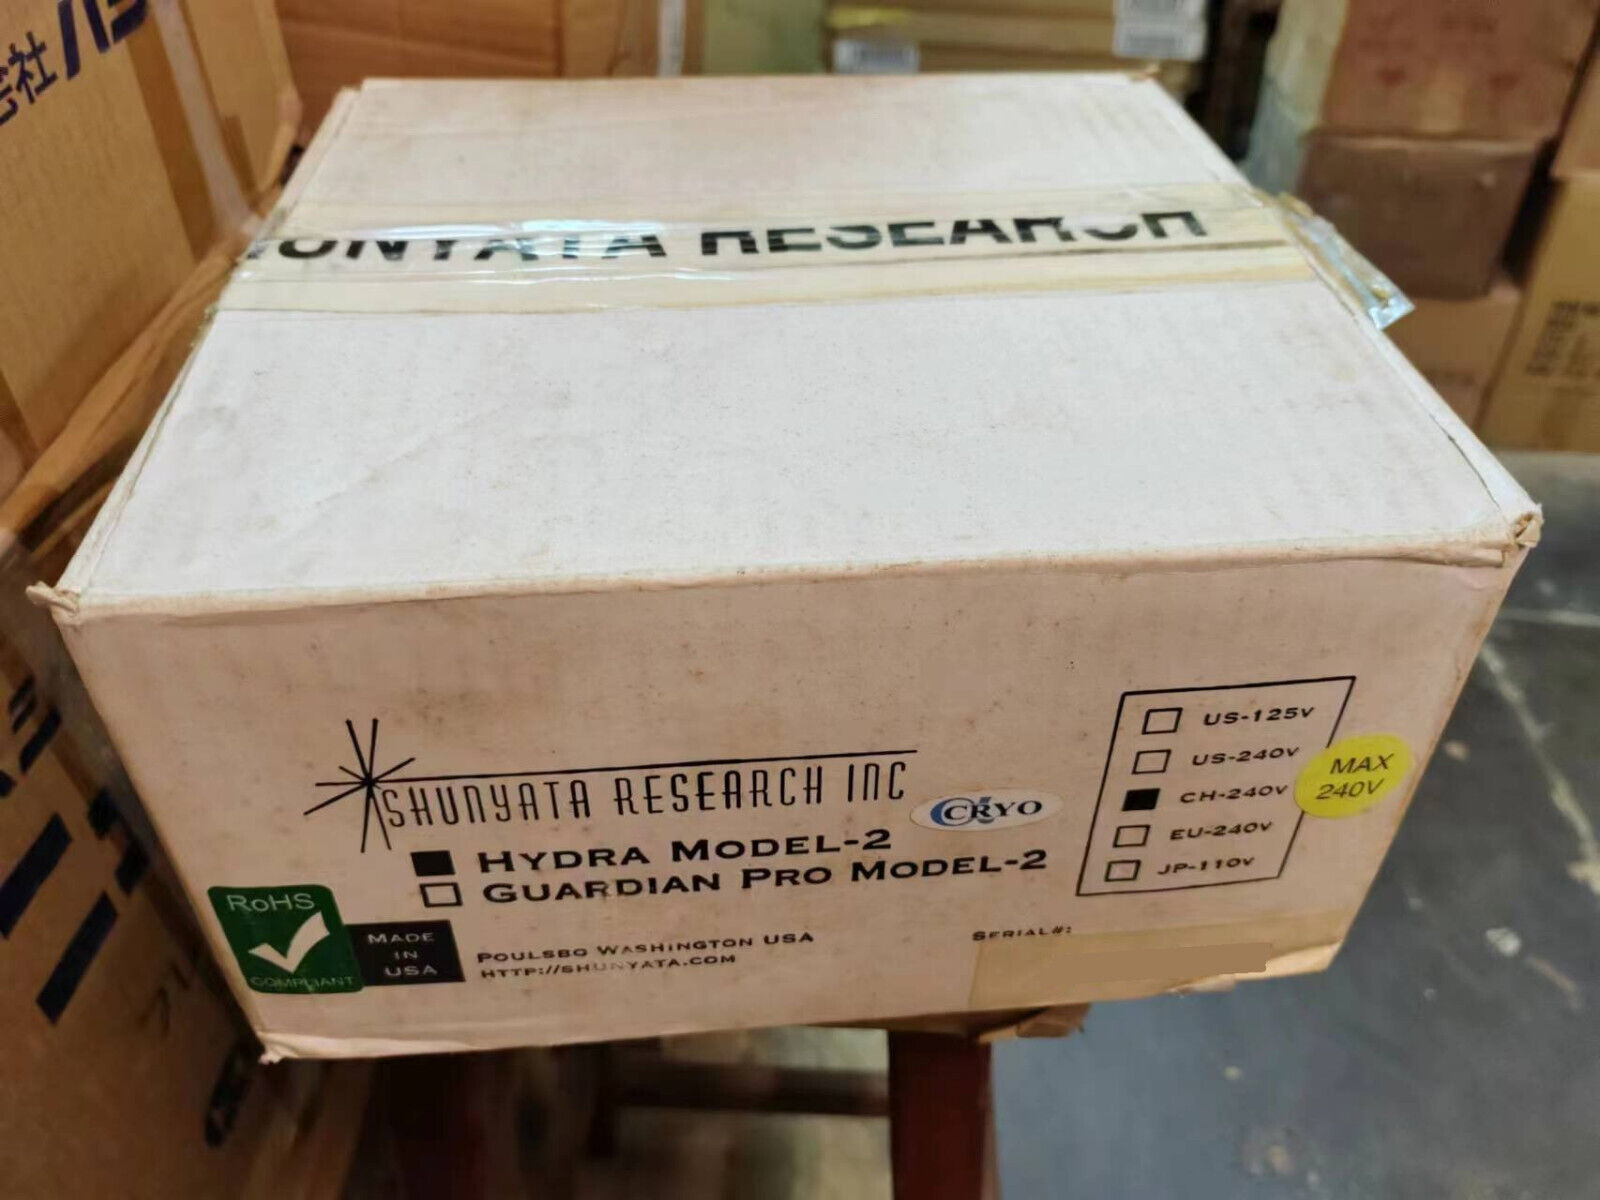 SHUNYATA RESEARCH
SHUNYATA RESEARCH INC
CRYO
HYDRA MODEL-2
GUARDIAN PRO MODEL-2
US-125V
US-240V
CH-240V
EU-240V
JP-110V
MAX
240V
RoHS
COMPLIANT
MADE
IN
USA
POULSBO WASHINGTON USA
HTTP://SHUNYATA.COM
SERIAL#: